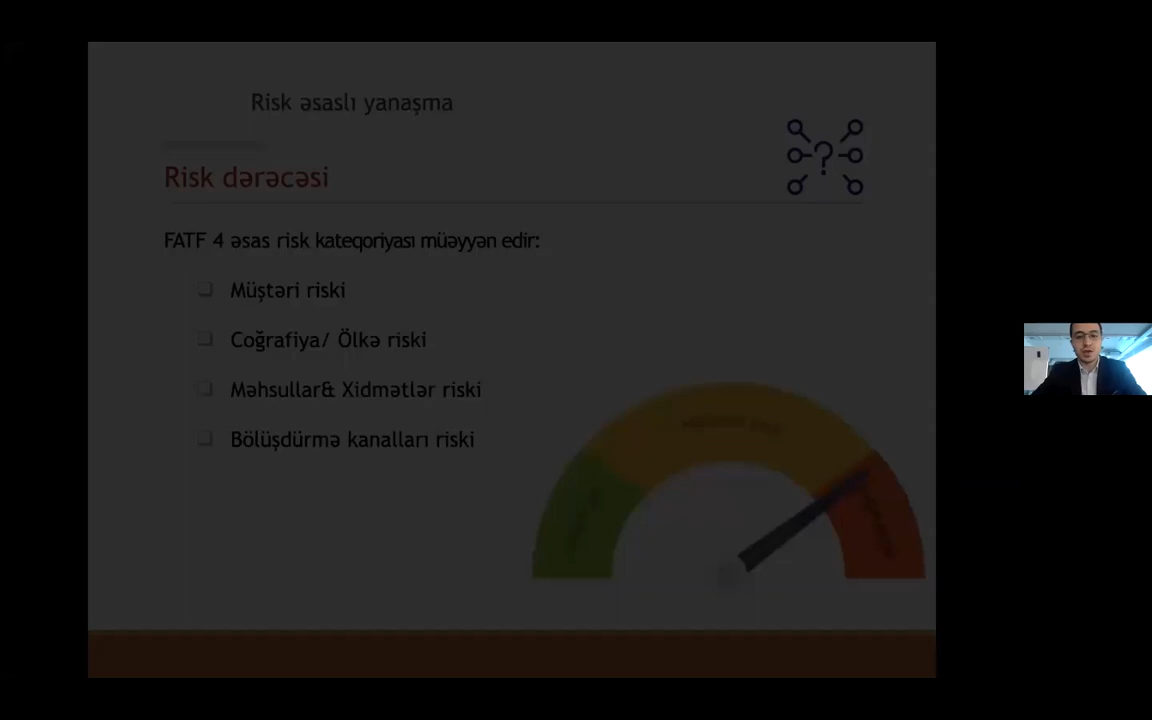 Risk əsaslı yanaşma
Risk dərəcəsi
FATF 4 əsas risk kateqoriyası müəyyən edir:
Müştəri riski
Coğrafiya/ Ölkə riski
Məhsullar& Xidmətlər riski
Bölüşdürmə kanalları riski